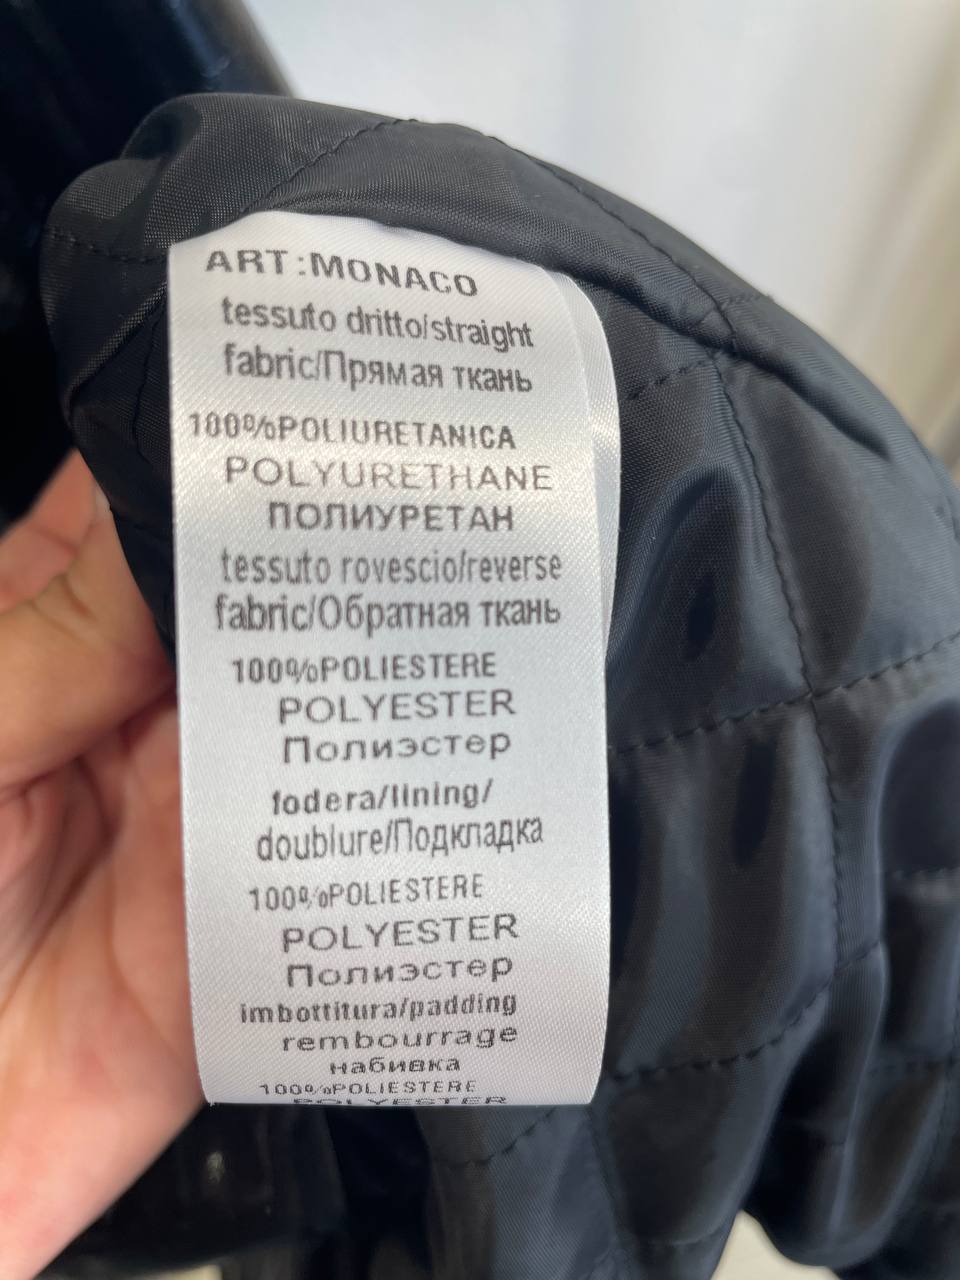 ART:MONACO
tessuto dritto/straight
fabric/Прямая ткань
100%POLIURETANICA
POLYURETHANE
ПОЛИУРЕТАН
tessuto rovescio/reverse
fabric/Обратная ткань
100%POLIESTERE
POLYESTER
Полиэстер
fodera/lining/
doublure/Подкладка
100%POLIESTERE
POLYESTER
Полиэстер
imbottitura/padding
rembourrage
набивка
100%POLIESTERE
POLYESTER